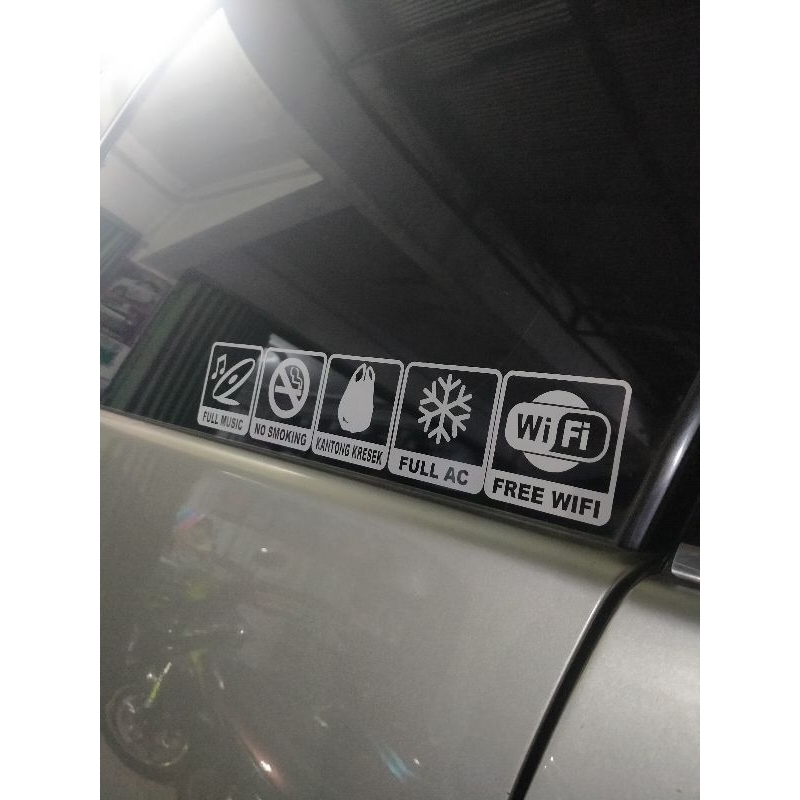 FULL MUSIC
NO SMOKING
KANTONG KRESEK
FULL AC
WiFi
FREE WIFI